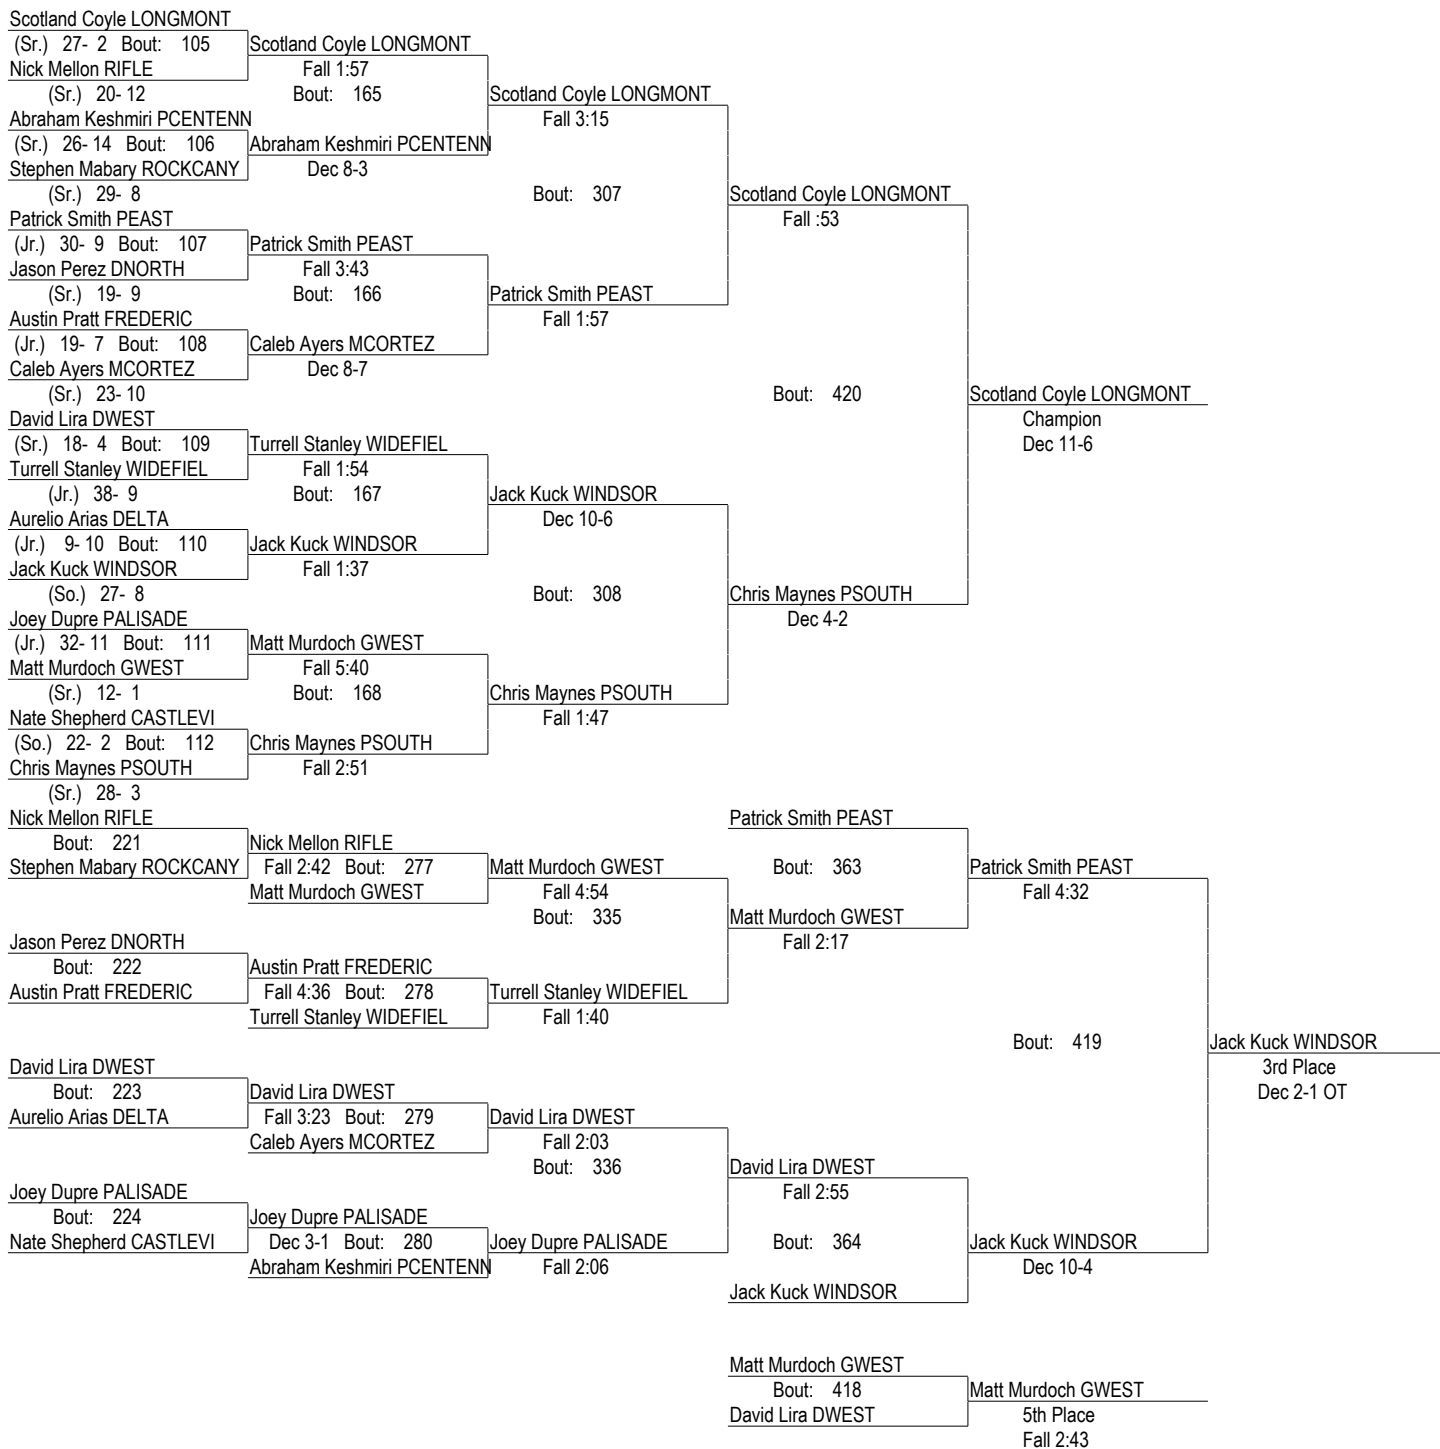 Scotland Coyle LONGMONT
(Sr.) 27- 2 Bout: 105 Scotland Coyle LONGMONT
Nick Mellon RIFLE Fall 1:57
(Sr.) 20- 12 Bout: 165 Scotland Coyle LONGMONT
Abraham Keshmiri PCENTENN Fall 3:15
(Sr.) 26- 14 Bout: 106 Abraham Keshmiri PCENTENN
Stephen Mabary ROCKCANY Dec 8-3
(Sr.) 29- 8 Bout: 307 Scotland Coyle LONGMONT
Patrick Smith PEAST Fall :53
(Jr.) 30- 9 Bout: 107 Patrick Smith PEAST
Jason Perez DNORTH Fall 3:43
(Sr.) 19- 9 Bout: 166 Patrick Smith PEAST
Austin Pratt FREDERIC Fall 1:57
(Jr.) 19- 7 Bout: 108 Caleb Ayers MCORTEZ
Caleb Ayers MCORTEZ Dec 8-7
(Sr.) 23- 10 Bout: 420 Scotland Coyle LONGMONT
David Lira DWEST Champion
(Sr.) 18- 4 Bout: 109 Turrell Stanley WIDEFIEL Dec 11-6
Turrell Stanley WIDEFIEL Fall 1:54
(Jr.) 38- 9 Bout: 167 Jack Kuck WINDSOR
Aurelio Arias DELTA Dec 10-6
(Jr.) 9- 10 Bout: 110 Jack Kuck WINDSOR
Jack Kuck WINDSOR Fall 1:37
(So.) 27- 8 Bout: 308 Chris Maynes PSOUTH
Joey Dupre PALISADE Dec 4-2
(Jr.) 32- 11 Bout: 111 Matt Murdoch GWEST
Matt Murdoch GWEST Fall 5:40
(Sr.) 12- 1 Bout: 168 Chris Maynes PSOUTH
Nate Shepherd CASTLEVI Fall 1:47
(So.) 22- 2 Bout: 112 Chris Maynes PSOUTH
Chris Maynes PSOUTH Fall 2:51
(Sr.) 28- 3
Nick Mellon RIFLE Patrick Smith PEAST
Bout: 221 Nick Mellon RIFLE
Stephen Mabary ROCKCANY Fall 2:42 Bout: 277 Matt Murdoch GWEST Bout: 363 Patrick Smith PEAST
Matt Murdoch GWEST Fall 4:54 Fall 4:32
Bout: 335 Matt Murdoch GWEST
Jason Perez DNORTH Fall 2:17
Bout: 222 Austin Pratt FREDERIC
Austin Pratt FREDERIC Fall 4:36 Bout: 278 Turrell Stanley WIDEFIEL
Turrell Stanley WIDEFIEL Fall 1:40
Bout: 419 Jack Kuck WINDSOR
David Lira DWEST 3rd Place
Bout: 223 David Lira DWEST Dec 2-1 OT
Aurelio Arias DELTA Fall 3:23 Bout: 279 David Lira DWEST
Caleb Ayers MCORTEZ Fall 2:03
Bout: 336 David Lira DWEST
Joey Dupre PALISADE Fall 2:55
Bout: 224 Joey Dupre PALISADE
Nate Shepherd CASTLEVI Dec 3-1 Bout: 280 Joey Dupre PALISADE Bout: 364 Jack Kuck WINDSOR
Abraham Keshmiri PCENTENN Fall 2:06 Dec 10-4
Jack Kuck WINDSOR
Matt Murdoch GWEST
Bout: 418 Matt Murdoch GWEST
David Lira DWEST 5th Place
Fall 2:43